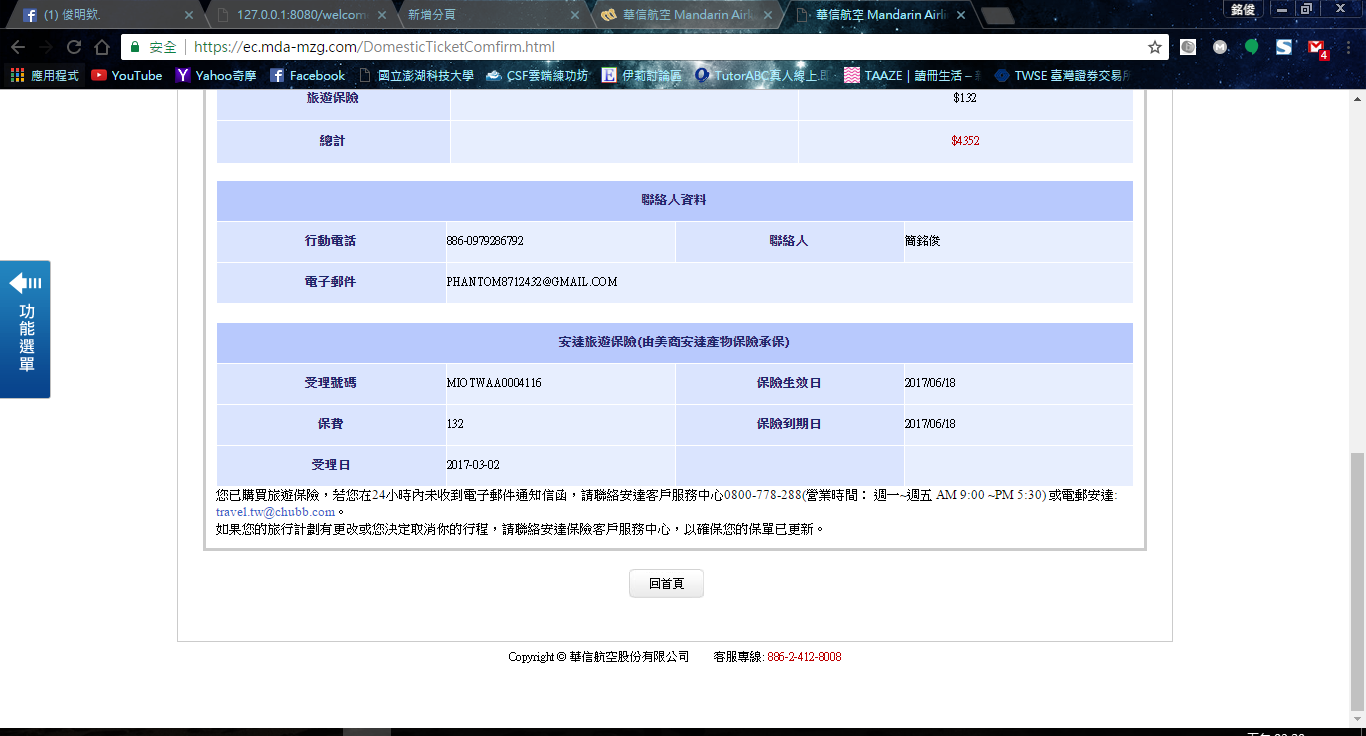 (1) 俊明欸.
127.0.0.1:8080/welcom
新增分頁
華信航空 Mandarin Airl
華信航空 Mandarin Airli
銘俊
安全
https://ec.mda-mzg.com/DomesticTicketComfirm.html
4
應用程式
YouTube
Yahoo奇摩
Facebook
國立澎湖科技大學
CSF雲端練功坊
伊莉討論區
TutorABC真人線上即
TAAZE | 讀冊生活 –
TWSE 臺灣證券交易所
旅遊保險 $132
總計 $4352
聯絡人資料
行動電話 886-0979286792 聯絡人 簡銘俊
電子郵件 PHANTOM8712432@GMAIL.COM
安達旅遊保險(由美商安達產物保險承保)
受理號碼 MIOTWAA0004116 保險生效日 2017/06/18
保費 132 保險到期日 2017/06/18
受理日 2017-03-02
您已購買旅遊保險，若您在24小時內未收到電子郵件通知信函，請聯絡安達客戶服務中心0800-778-288(營業時間： 週一~週五 AM 9:00 ~PM 5:30) 或電郵安達:
travel.tw@chubb.com。
如果您的旅行計劃有更改或您決定取消你的行程，請聯絡安達保險客戶服務中心，以確保您的保單已更新。
回首頁
功能選單
Copyright © 華信航空股份有限公司 客服專線: 886-2-412-8008